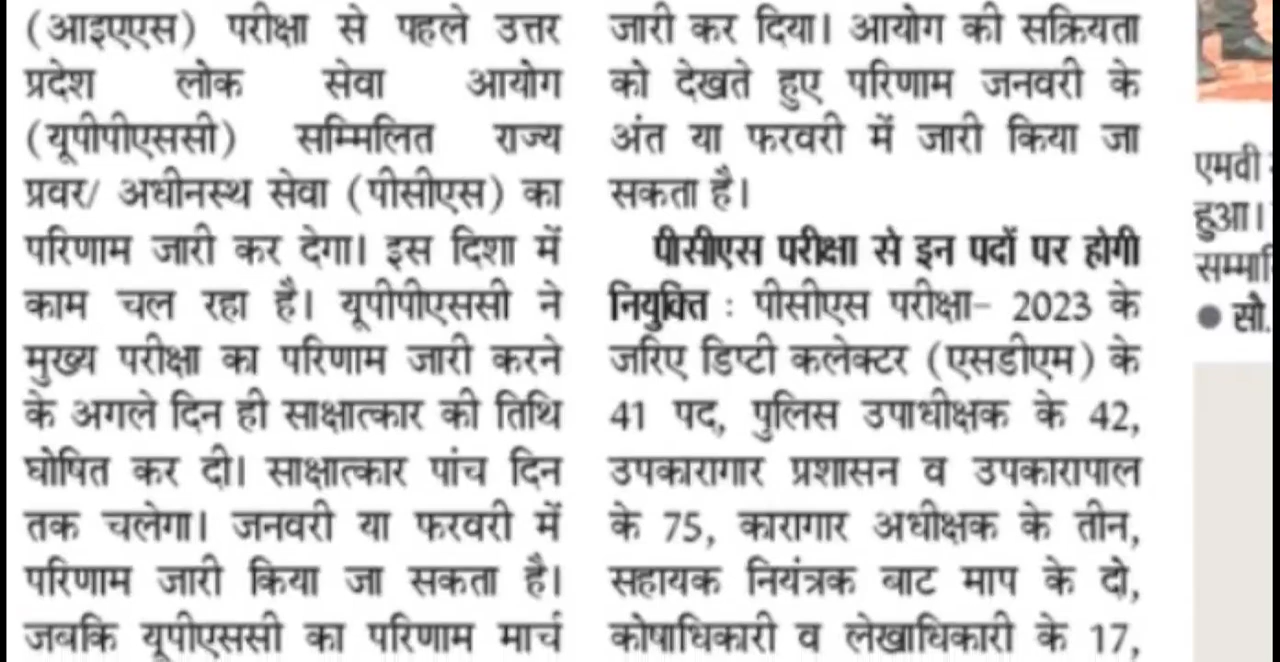 (आइएएस) परीक्षा से पहले उत्तर
प्रदेश लोक सेवा आयोग
(यूपीपीएससी) सम्मिलित राज्य
प्रवर/ अधीनस्थ सेवा (पीसीएस) का
परिणाम जारी कर देगा। इस दिशा में
काम चल रहा है। यूपीपीएससी ने
मुख्य परीक्षा का परिणाम जारी करने
के अगले दिन ही साक्षात्कार की तिथि
घोषित कर दी। साक्षात्कार पांच दिन
तक चलेगा। जनवरी या फरवरी में
परिणाम जारी किया जा सकता है।
जबकि यूपीएससी का परिणाम मार्च
जारी कर दिया। आयोग की सक्रियता
को देखते हुए परिणाम जनवरी के
अंत या फरवरी में जारी किया जा
सकता है।
पीसीएस परीक्षा से इन पदों पर होगी
नियुक्ति : पीसीएस परीक्षा- 2023 के
जरिए डिप्टी कलेक्टर (एसडीएम) के
41 पद, पुलिस उपाधीक्षक के 42,
उपकारागार प्रशासन व उपकारापाल
के 75, कारागार अधीक्षक के तीन,
सहायक नियंत्रक बाट माप के दो,
कोषाधिकारी व लेखाधिकारी के 17,
एमवी
हुआ।
● सौ.